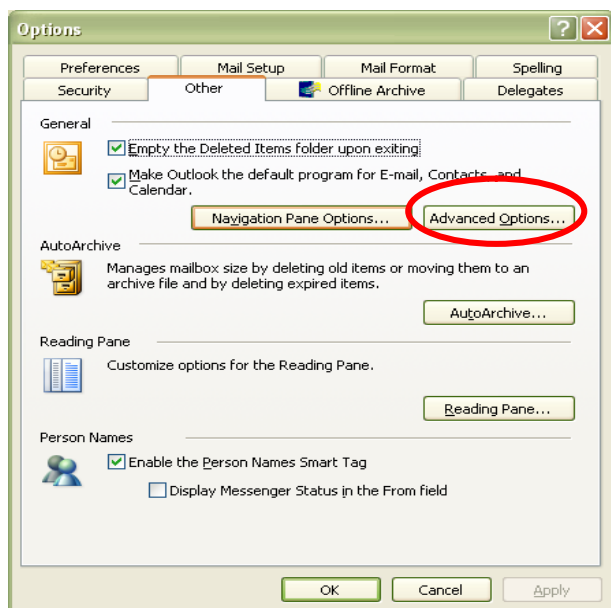 Options
Preferences Mail Setup Mail Format Spelling
Security Other Offline Archive Delegates
General
Empty the Deleted Items folder upon exiting
Make Outlook the default program for E-mail, Contacts, and
Calendar.
Navigation Pane Options... Advanced Options...
AutoArchive
Manages mailbox size by deleting old items or moving them to an
archive file and by deleting expired items.
AutoArchive...
Reading Pane
Customize options for the Reading Pane.
Reading Pane...
Person Names
Enable the Person Names Smart Tag
Display Messenger Status in the From field
OK Cancel Apply